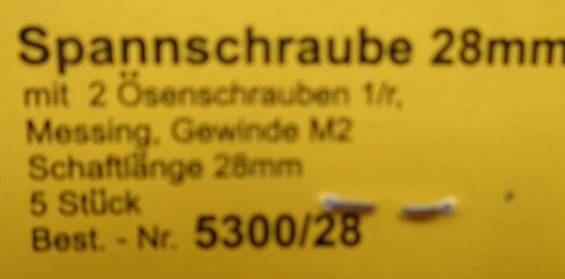 Spannschraube 28mm
mit 2 Ösenschrauben 1/r,
Messing, Gewinde M2
Schaftlänge 28mm
5 Stück
Best. - Nr. 5300/28